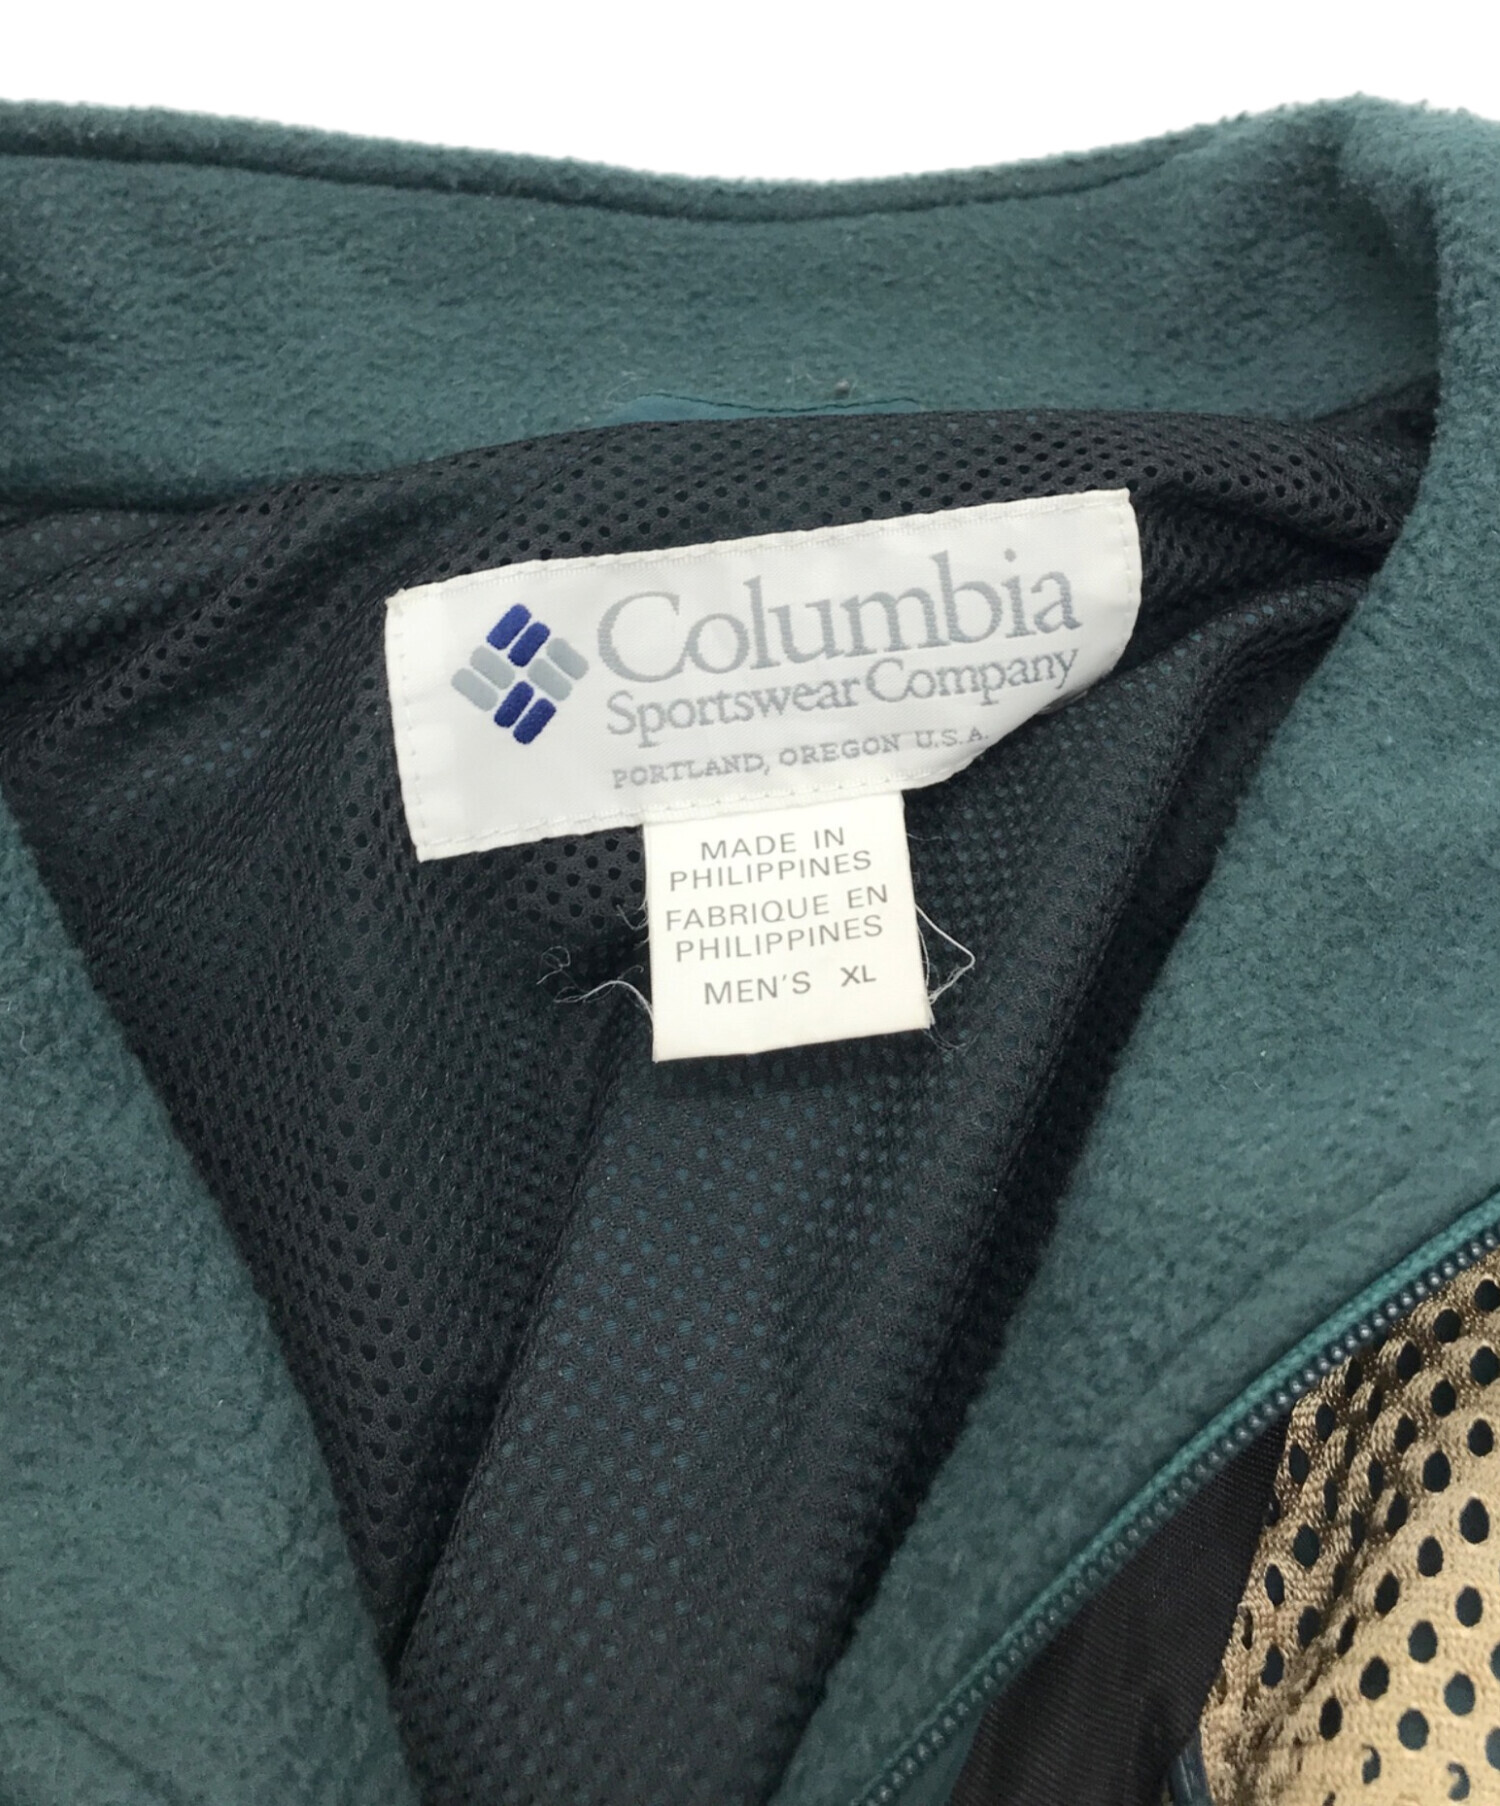 Columbia
Sportswear Company
PORTLAND, OREGON U.S.A.
MADE IN
PHILIPPINES
FABRIQUE EN
PHILIPPINES
MEN'S XL